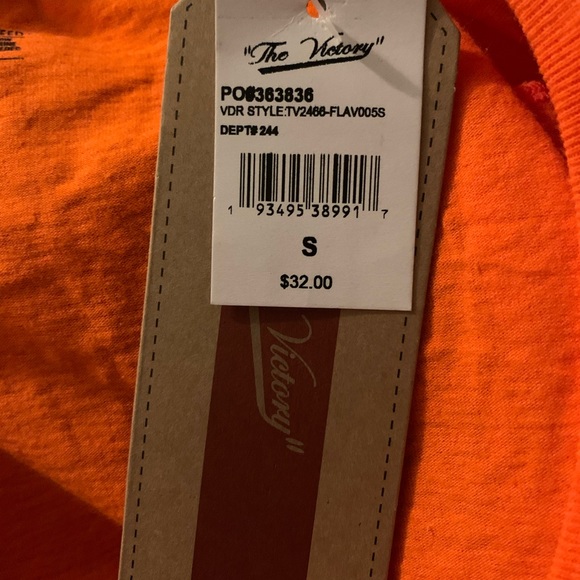 "The Victory"
PO#363836
VDR STYLE:TV2466-FLAV005S
DEPT# 244
1 93495 38991 7
S
$32.00
Victory"